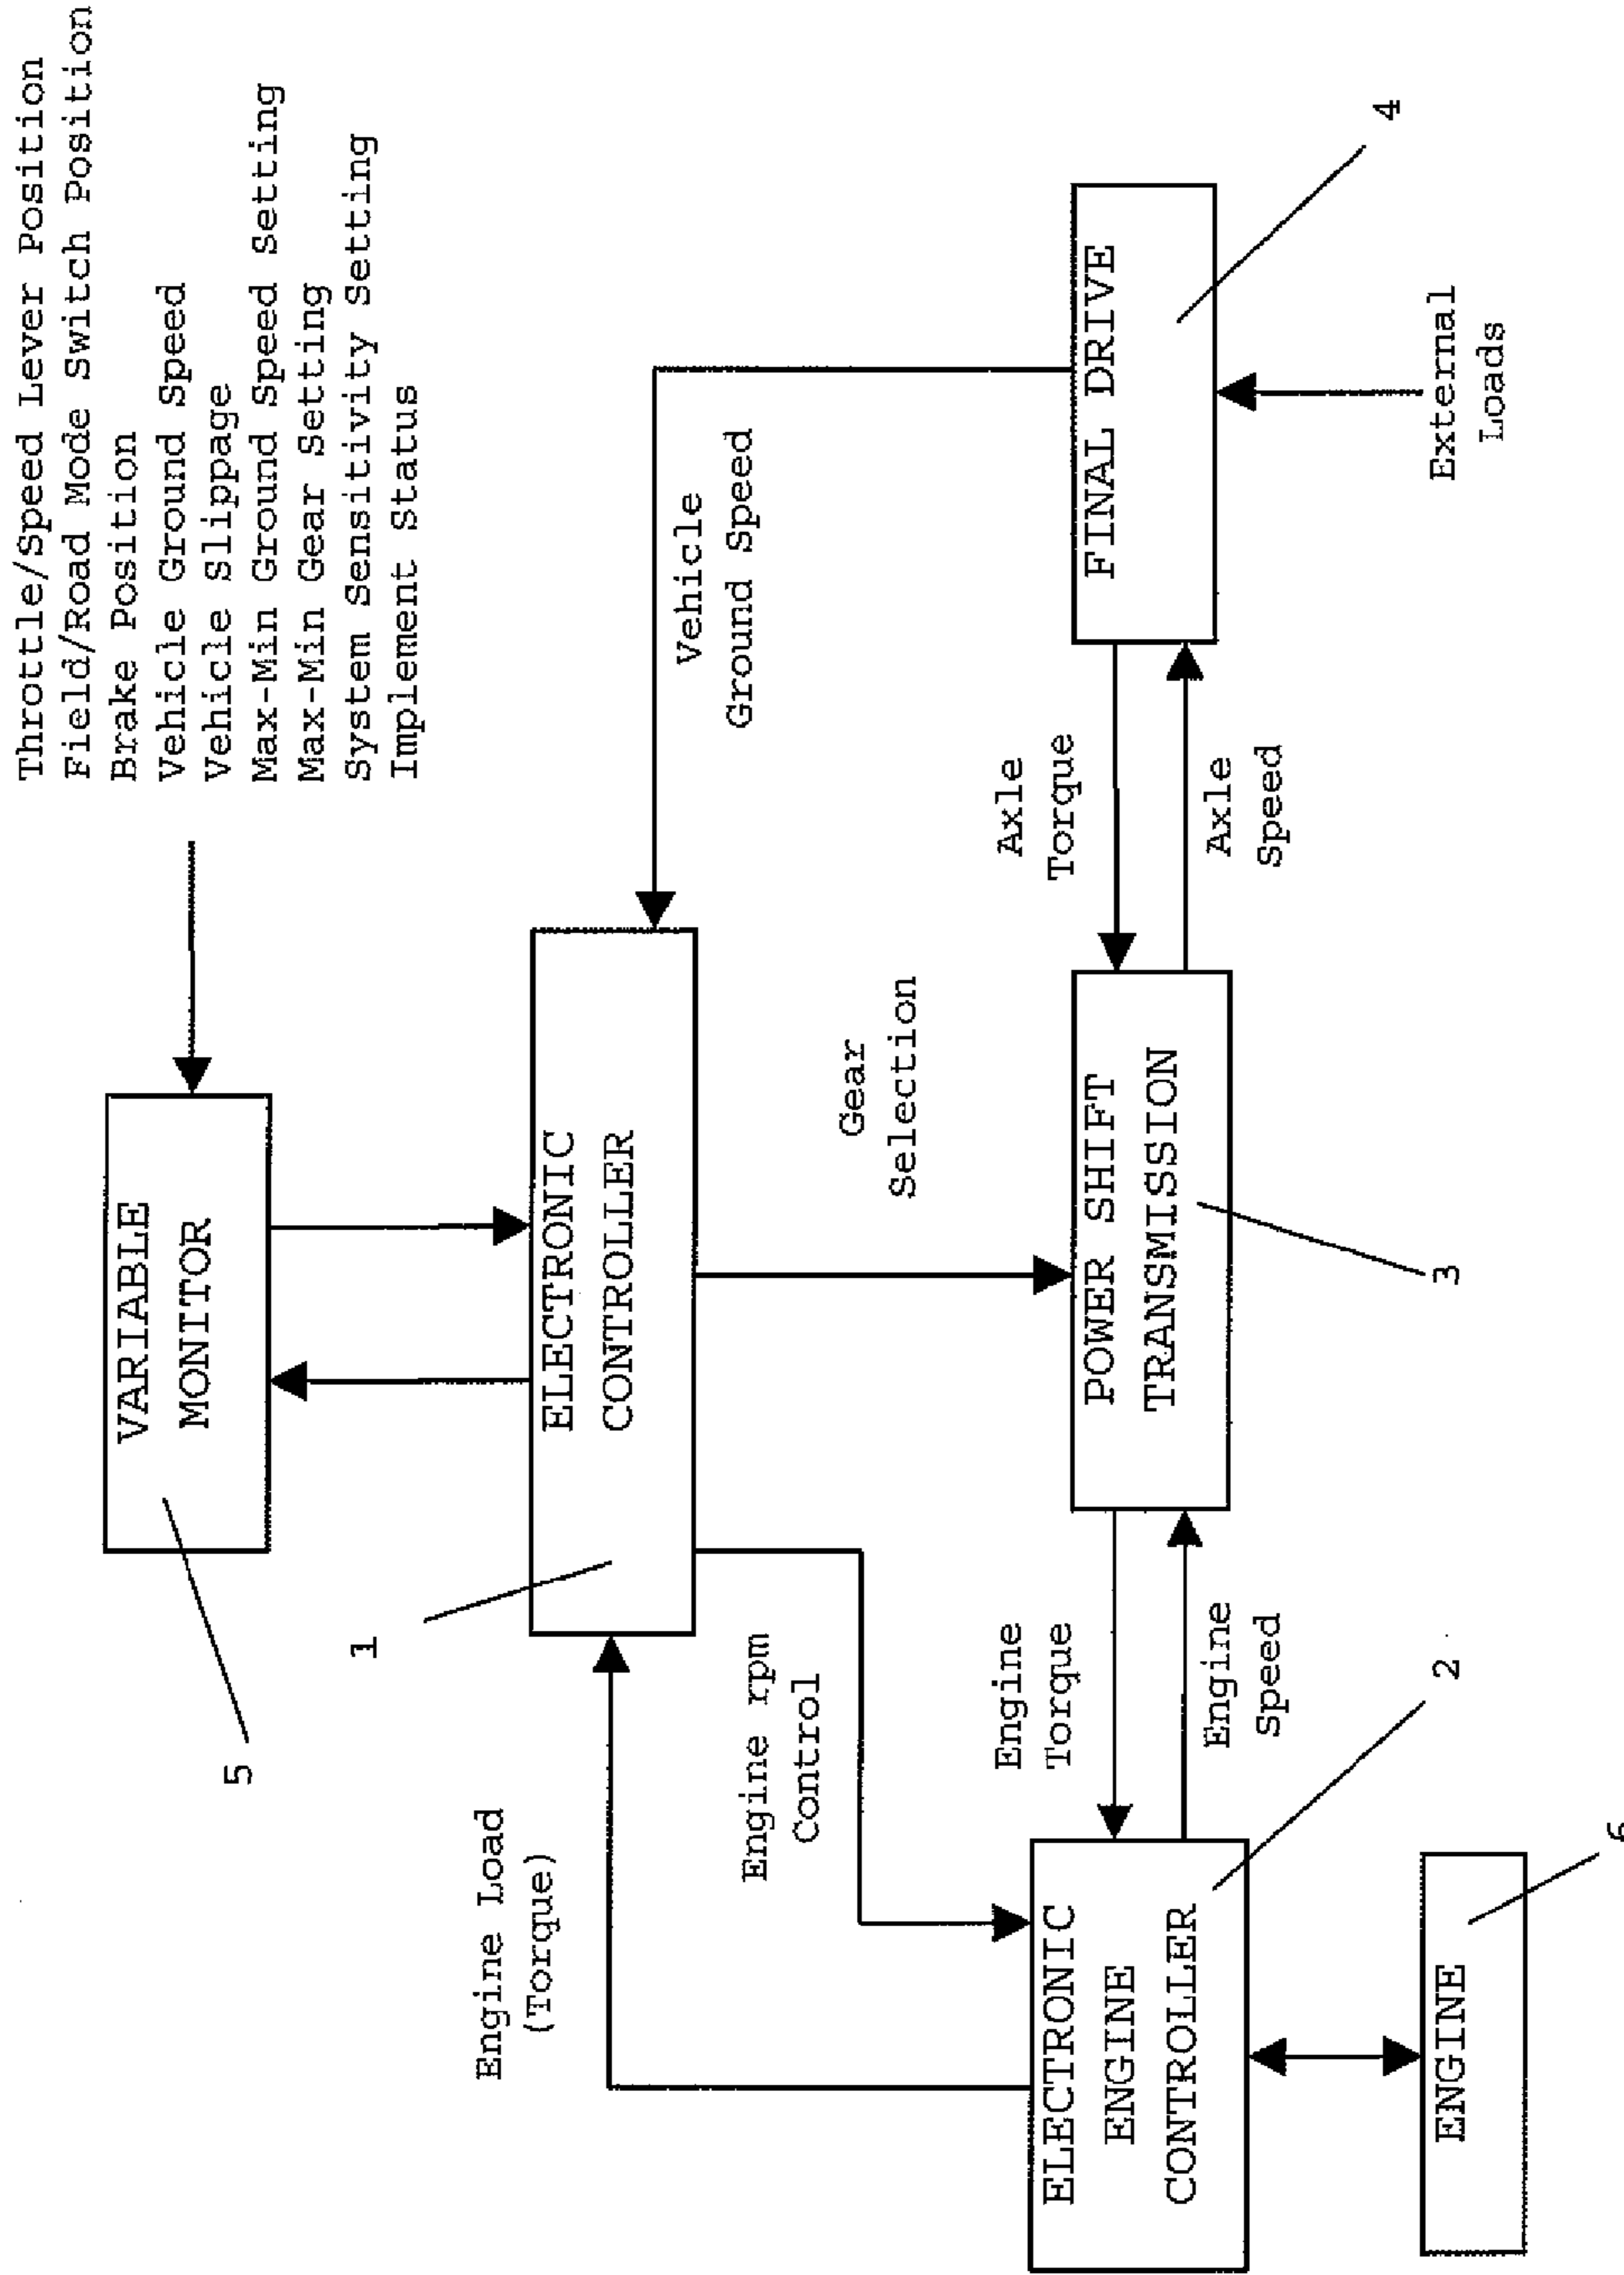 Throttle/Speed Lever Position
Field/Road Mode Switch Position
Brake Position
Vehicle Ground Speed
Vehicle Slippage
Max-Min Ground Speed Setting
Max-Min Gear Setting
System Sensitivity Setting
Implement Status
VARIABLE
MONITOR
5
ELECTRONIC
CONTROLLER
1
Engine Load
(Torque)
Engine rpm
Control
Gear
Selection
Vehicle
Ground Speed
ELECTRONIC
ENGINE
CONTROLLER
2
Engine
Torque
Engine
Speed
POWER SHIFT
TRANSMISSION
3
Axle
Torque
Axle
Speed
FINAL DRIVE
4
External
Loads
ENGINE
6